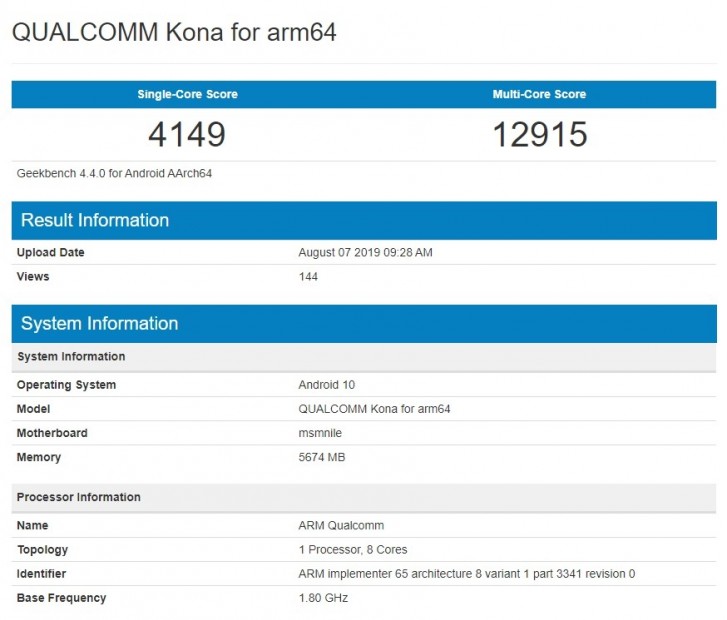 QUALCOMM Kona for arm64
Single-Core Score Multi-Core Score
4149 12915
Geekbench 4.4.0 for Android AArch64
Result Information
Upload Date August 07 2019 09:28 AM
Views 144
System Information
System Information
Operating System Android 10
Model QUALCOMM Kona for arm64
Motherboard msmnile
Memory 5674 MB
Processor Information
Name ARM Qualcomm
Topology 1 Processor, 8 Cores
Identifier ARM implementer 65 architecture 8 variant 1 part 3341 revision 0
Base Frequency 1.80 GHz